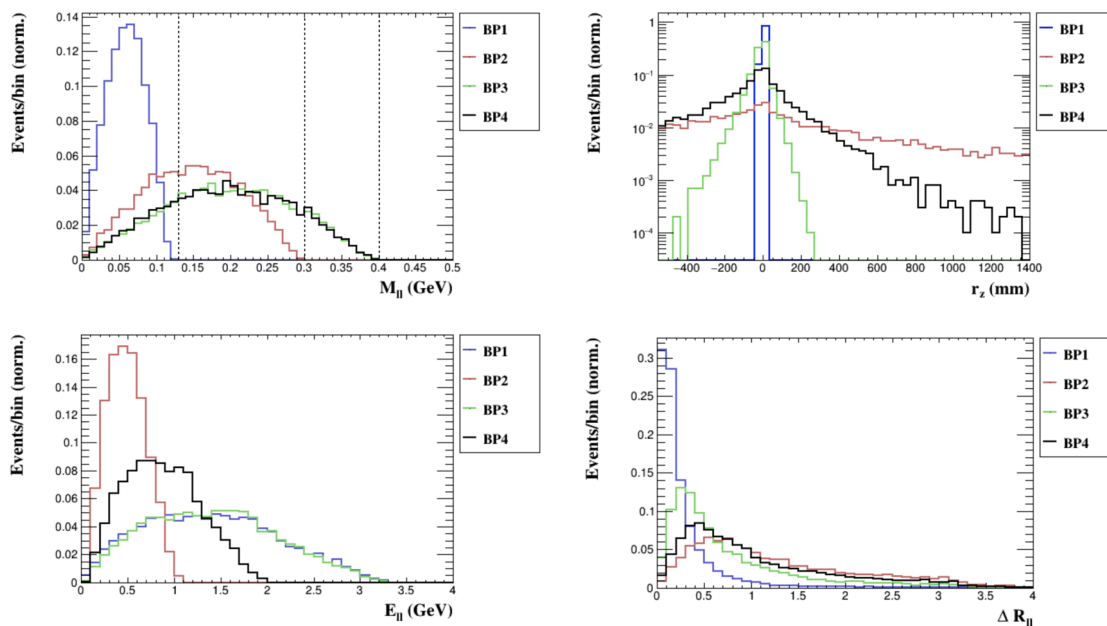 Events/bin (norm.)
0.14
0.12
0.1
0.08
0.06
0.04
0.02
0
0 0.05 0.1 0.15 0.2 0.25 0.3 0.35 0.4 0.45 0.5
M_ll (GeV)
BP1
BP2
BP3
BP4
Events/bin (norm.)
1
10⁻¹
10⁻²
10⁻³
10⁻⁴
−400 −200 0 200 400 600 800 1000 1200 1400
r_z (mm)
BP1
BP2
BP3
BP4
Events/bin (norm.)
0.16
0.14
0.12
0.1
0.08
0.06
0.04
0.02
0
0 0.5 1 1.5 2 2.5 3 3.5 4
E_ll (GeV)
BP1
BP2
BP3
BP4
Events/bin (norm.)
0.3
0.25
0.2
0.15
0.1
0.05
0
0 0.5 1 1.5 2 2.5 3 3.5 4
Δ R_ll
BP1
BP2
BP3
BP4